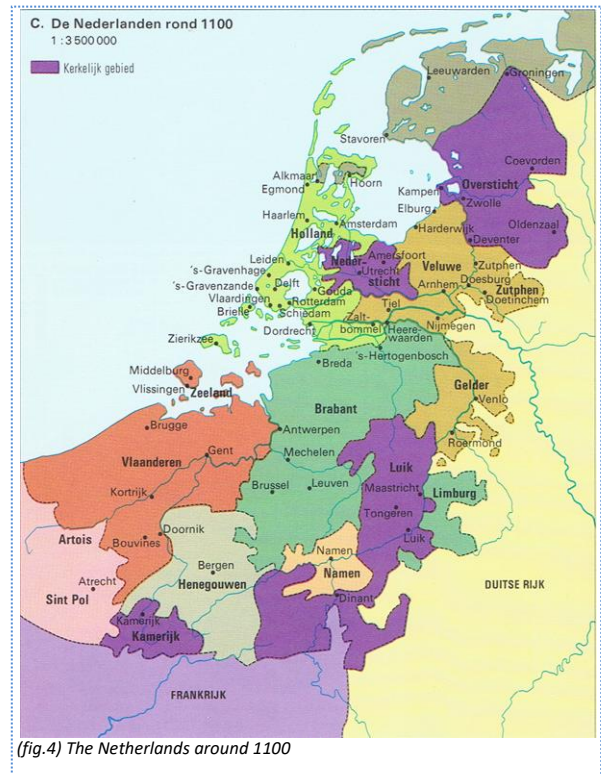 C. De Nederlanden rond 1100
1 : 3 500 000
Kerkelijk gebied
Leeuwarden
Groningen
Stavoren
Coevorden
Alkmaar
Hoorn
Egmond
Kampen
Oversticht
Zwolle
Elburg
Haarlem
Amsterdam
Harderwijk
Oldenzaal
Holland
Deventer
Leiden
Neder-
sticht
Amersfoort
Utrecht
Veluwe
Zutphen
's-Gravenhage
Delft
Gouda
Arnhem
Doesburg
Zutphen
's-Gravenzande
Doetinchem
Vlaardingen
Rotterdam
Tiel
Brielle
Schiedam
Zalt-
bommel
Heere-
waarden
Nijmegen
Dordrecht
Zierikzee
's-Hertogenbosch
Breda
Middelburg
Gelder
Vlissingen
Zeeland
Venlo
Brabant
Brugge
Antwerpen
Roermond
Gent
Mechelen
Luik
Vlaanderen
Brussel
Leuven
Maastricht
Limburg
Kortrijk
Tongeren
Doornik
Luik
Artois
Bouvines
Namen
Bergen
Namen
Atrecht
Henegouwen
DUITSE RIJK
Sint Pol
Dinant
Kamerijk
Kamerijk
FRANKRIJK
(fig.4) The Netherlands around 1100